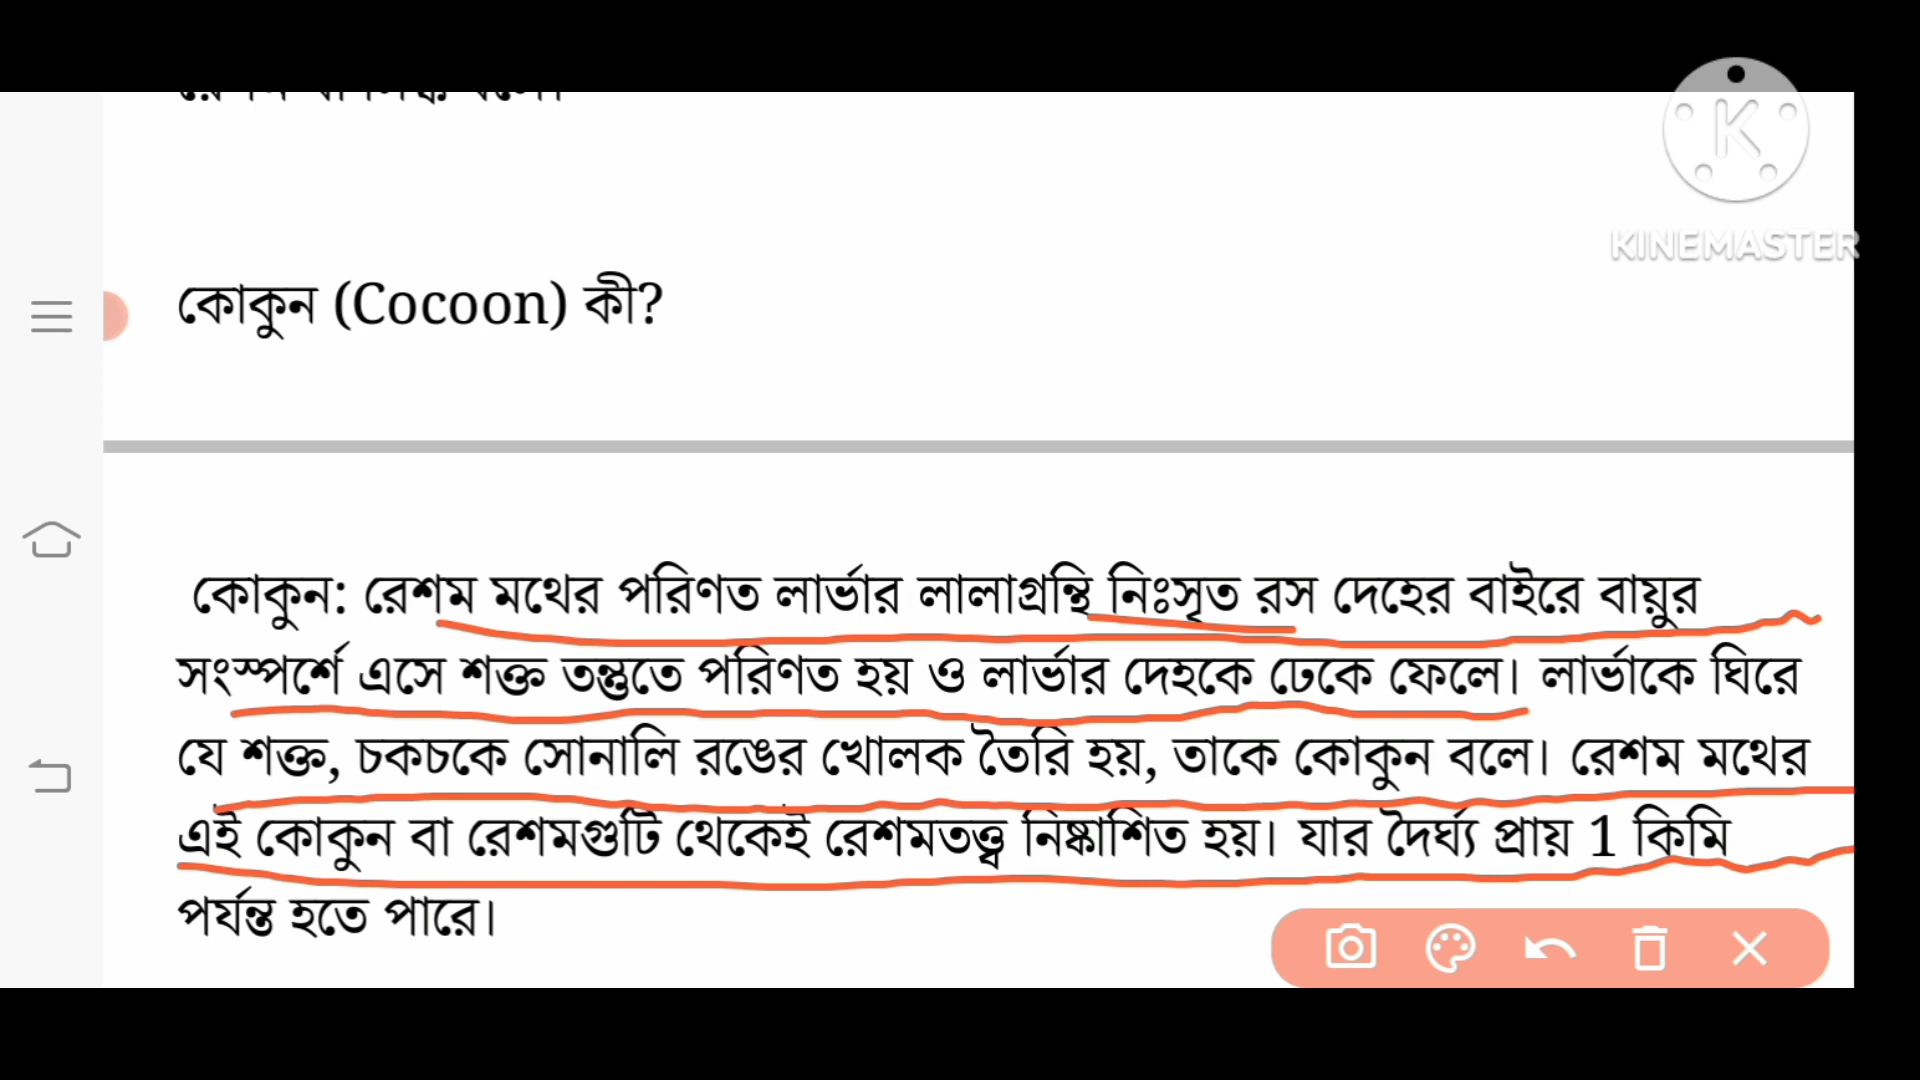 KINEMASTER
কোকুন (Cocoon) কী?
কোকুন: রেশম মথের পরিণত লার্ভার লালাগ্রন্থি নিঃসৃত রস দেহের বাইরে বায়ুর
সংস্পর্শে এসে শক্ত তন্তুতে পরিণত হয় ও লার্ভার দেহকে ঢেকে ফেলে। লার্ভাকে ঘিরে
যে শক্ত, চকচকে সোনালি রঙের খোলক তৈরি হয়, তাকে কোকুন বলে। রেশম মথের
এই কোকুন বা রেশমগুটি থেকেই রেশমতত্ত্ব নিষ্কাশিত হয়। যার দৈর্ঘ্য প্রায় 1 কিমি
পর্যন্ত হতে পারে।